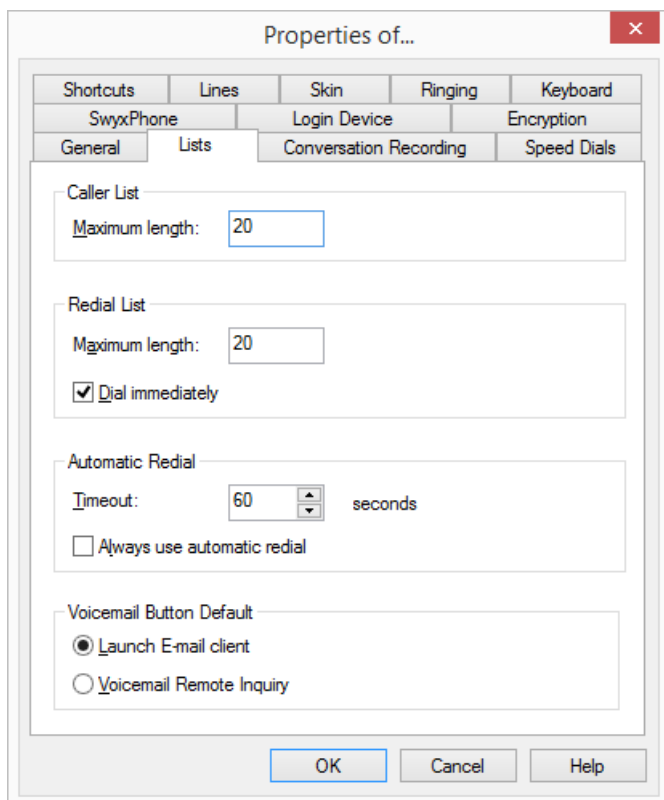 Properties of...
Shortcuts Lines Skin Ringing Keyboard
SwyxPhone Login Device Encryption
General Lists Conversation Recording Speed Dials
Caller List
Maximum length: 20
Redial List
Maximum length: 20
Dial immediately
Automatic Redial
Timeout: 60 seconds
Always use automatic redial
Voicemail Button Default
Launch E-mail client
Voicemail Remote Inquiry
OK Cancel Help